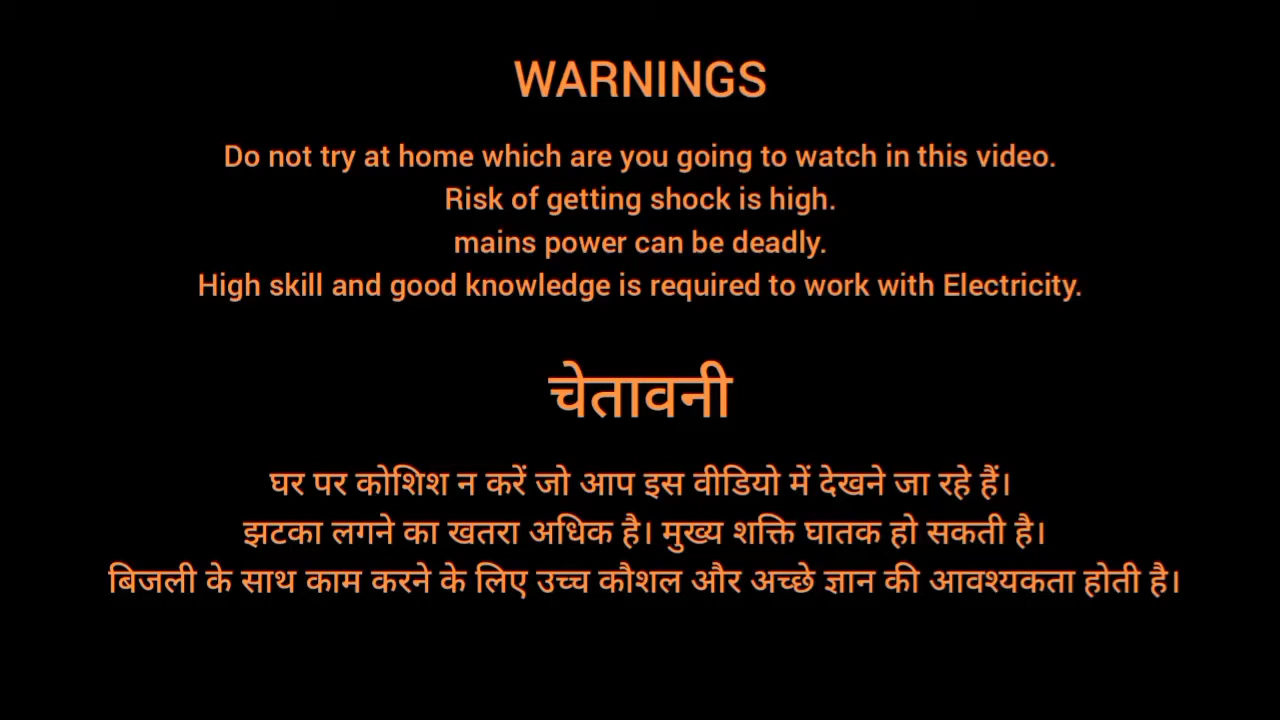 WARNINGS
Do not try at home which are you going to watch in this video.
Risk of getting shock is high.
mains power can be deadly.
High skill and good knowledge is required to work with Electricity.
चेतावनी
घर पर कोशिश न करें जो आप इस वीडियो में देखने जा रहे हैं।
झटका लगने का खतरा अधिक है। मुख्य शक्ति घातक हो सकती है।
बिजली के साथ काम करने के लिए उच्च कौशल और अच्छे ज्ञान की आवश्यकता होती है।